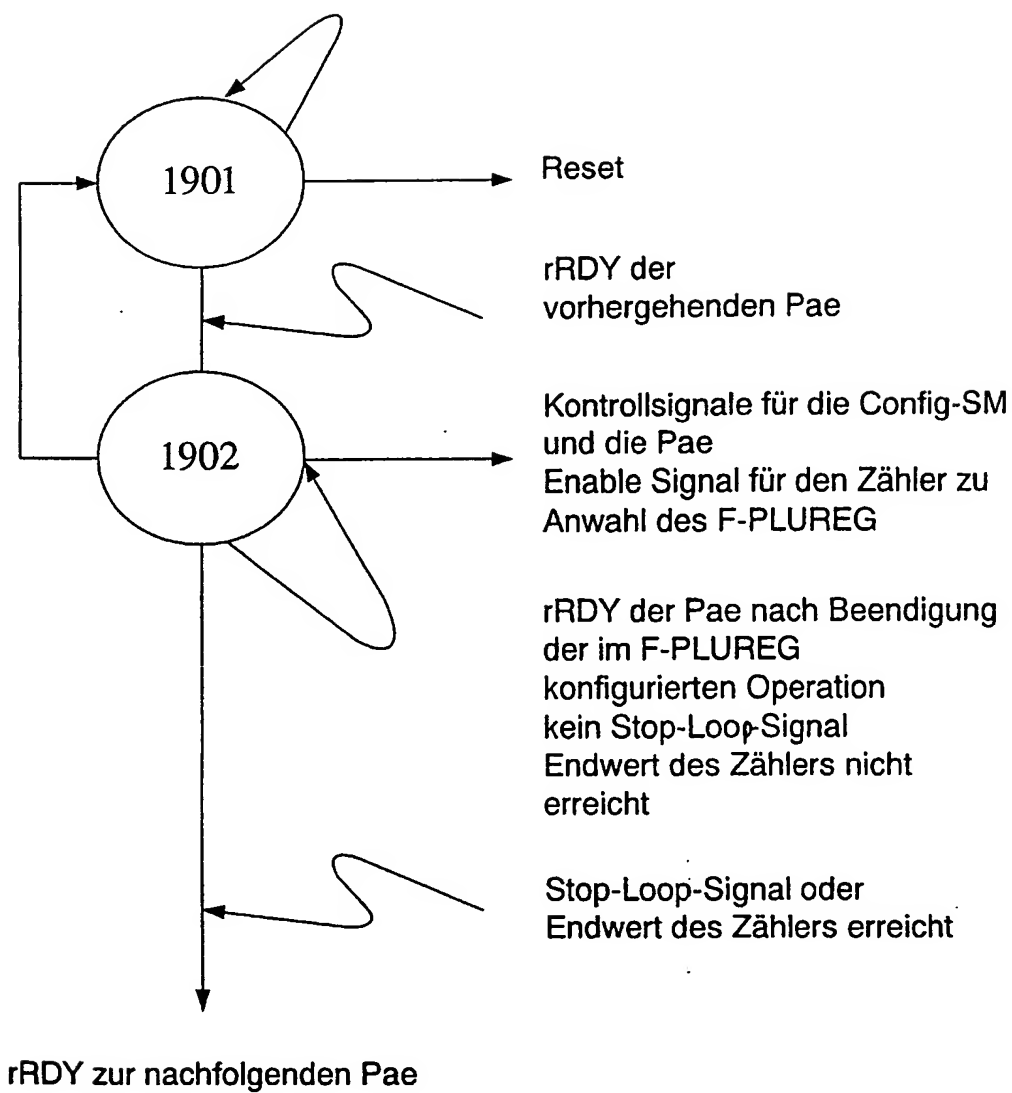 1901
Reset
rRDY der
vorhergehenden Pae
1902
Kontrollsignale für die Config-SM
und die Pae
Enable Signal für den Zähler zu
Anwahl des F-PLUREG
rRDY der Pae nach Beendigung
der im F-PLUREG
konfigurierten Operation
kein Stop-Loop-Signal
Endwert des Zählers nicht
erreicht
Stop-Loop-Signal oder
Endwert des Zählers erreicht
rRDY zur nachfolgenden Pae